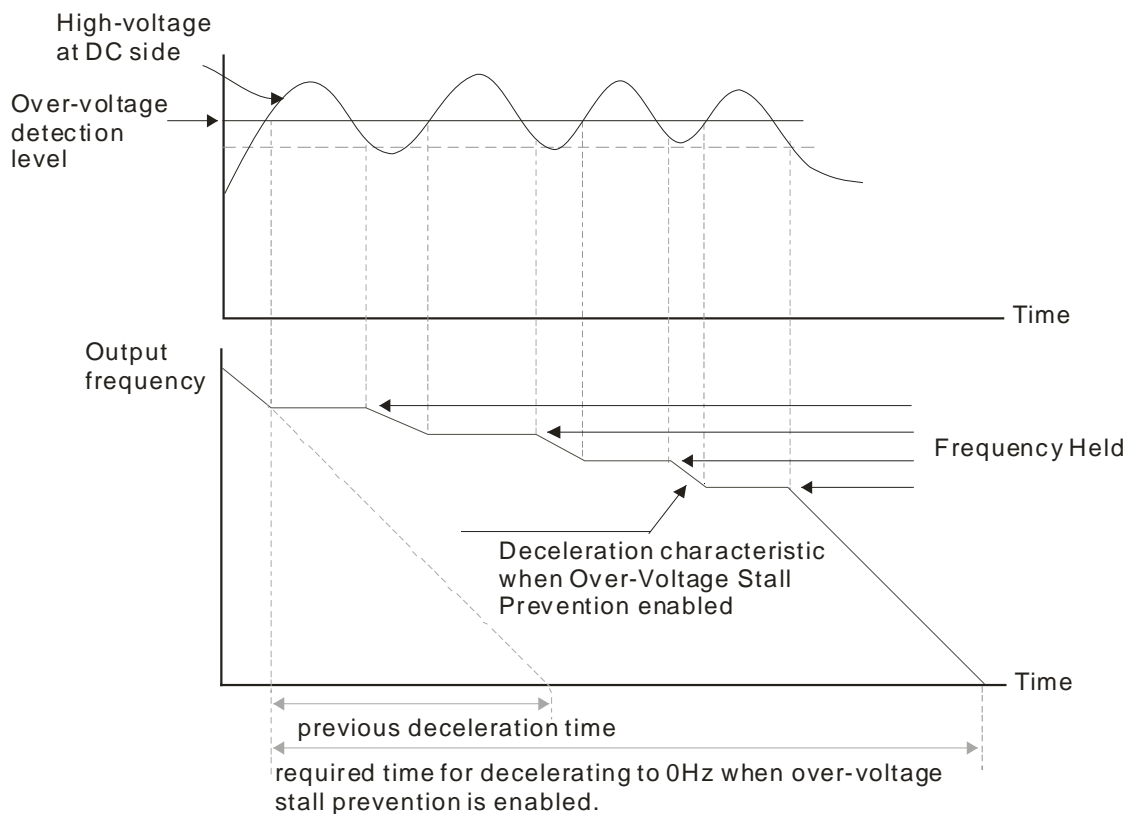 High-voltage
at DC side
Over-voltage
detection
level
Time
Output
frequency
Frequency Held
Deceleration characteristic
when Over-Voltage Stall
Prevention enabled
Time
previous deceleration time
required time for decelerating to 0Hz when over-voltage
stall prevention is enabled.